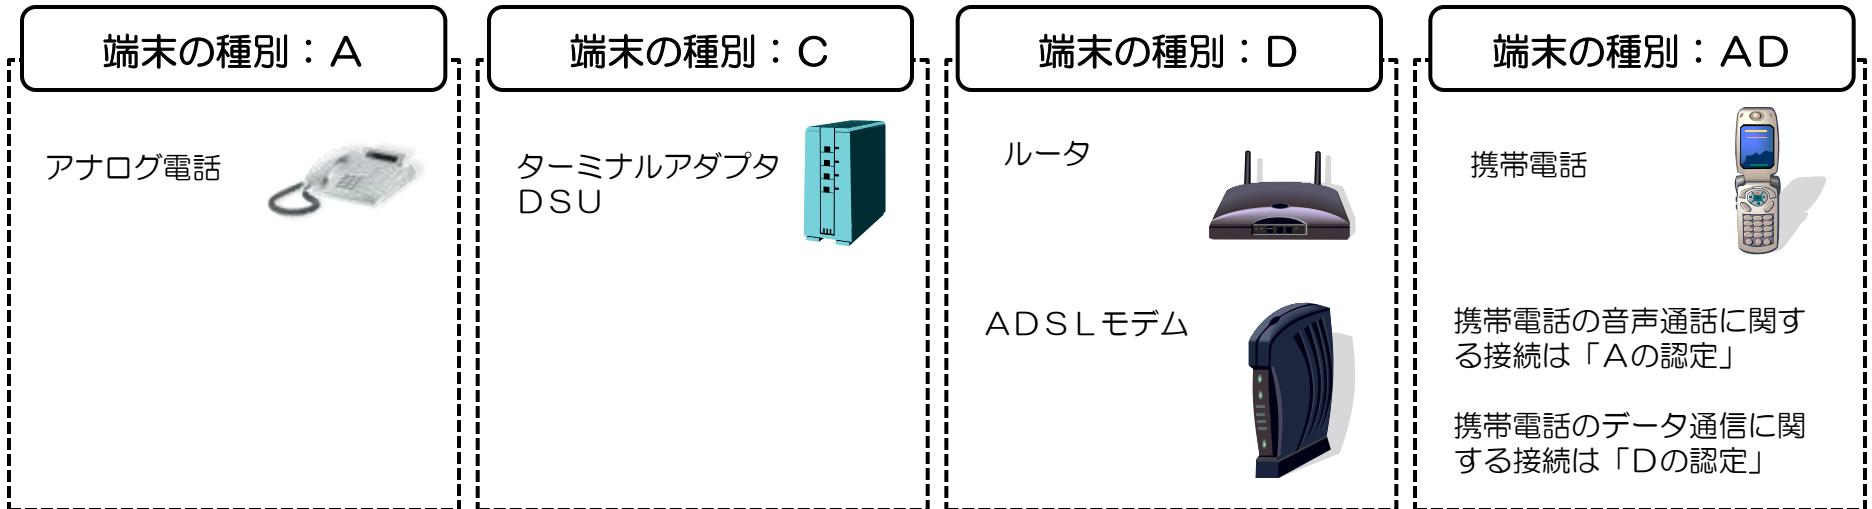 端末の種別：Ａ
アナログ電話
端末の種別：Ｃ
ターミナルアダプタ
ＤＳＵ
端末の種別：Ｄ
ルータ
ＡＤＳＬモデム
端末の種別：ＡＤ
携帯電話
携帯電話の音声通話に関す
る接続は「Ａの認定」
携帯電話のデータ通信に関
する接続は「Ｄの認定」